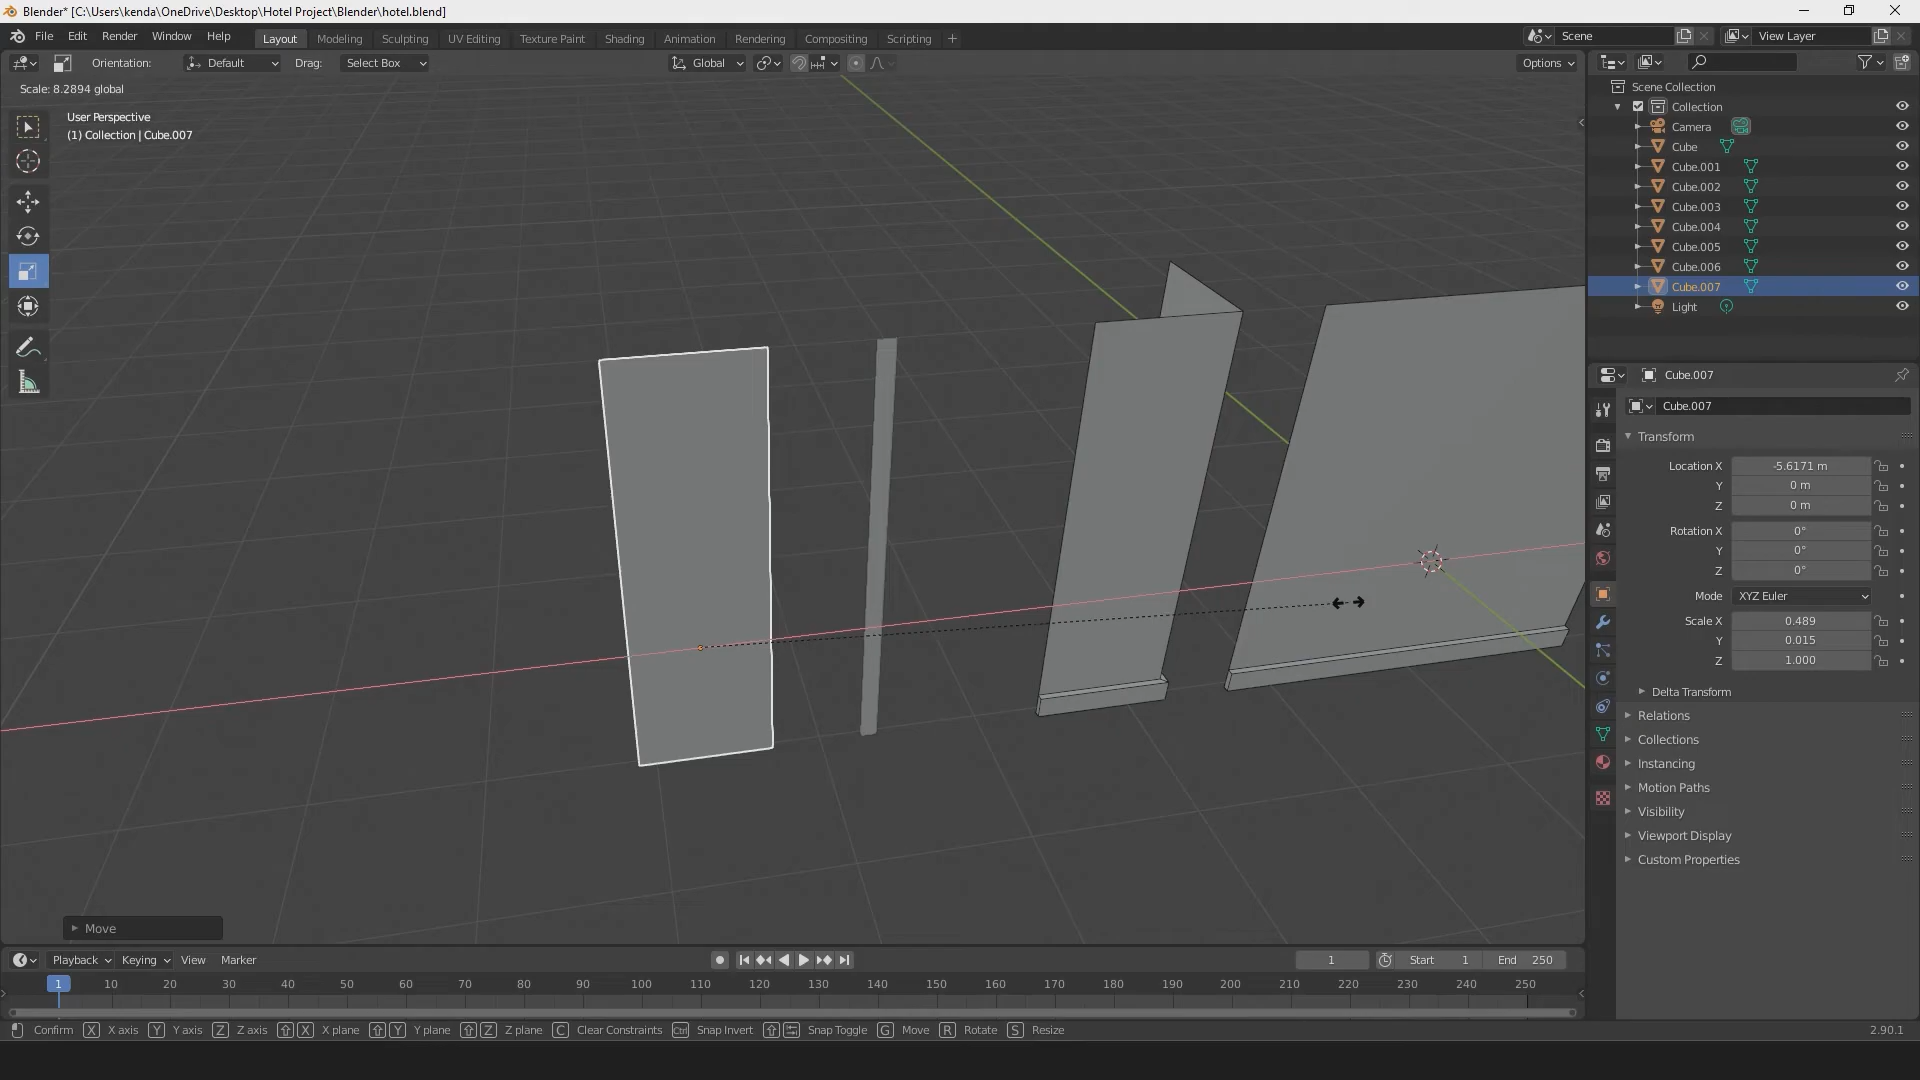 Blender* [C:\Users\kenda\OneDrive\Desktop\Hotel Project\Blender\hotel.blend]
File Edit Render Window Help Layout Modeling Sculpting UV Editing Texture Paint Shading Animation Rendering Compositing Scripting + Scene View Layer
Orientation: Default Drag: Select Box Global Options
Scale: 8.2894 global
User Perspective
(1) Collection | Cube.007
Scene Collection
Collection
Camera
Cube
Cube.001
Cube.002
Cube.003
Cube.004
Cube.005
Cube.006
Cube.007
Light
Cube.007
Cube.007
Transform
Location X -5.6171 m
Y 0 m
Z 0 m
Rotation X 0°
Y 0°
Z 0°
Mode XYZ Euler
Scale X 0.489
Y 0.015
Z 1.000
Delta Transform
Relations
Collections
Instancing
Motion Paths
Visibility
Viewport Display
Custom Properties
Move
Playback Keying View Marker 1 Start 1 End 250
1 10 20 30 40 50 60 70 80 90 100 110 120 130 140 150 160 170 180 190 200 210 220 230 240 250
Confirm X X axis Y Y axis Z Z axis X X plane Y Y plane Z Z plane C Clear Constraints Ctrl Snap Invert Snap Toggle G Move R Rotate S Resize 2.90.1